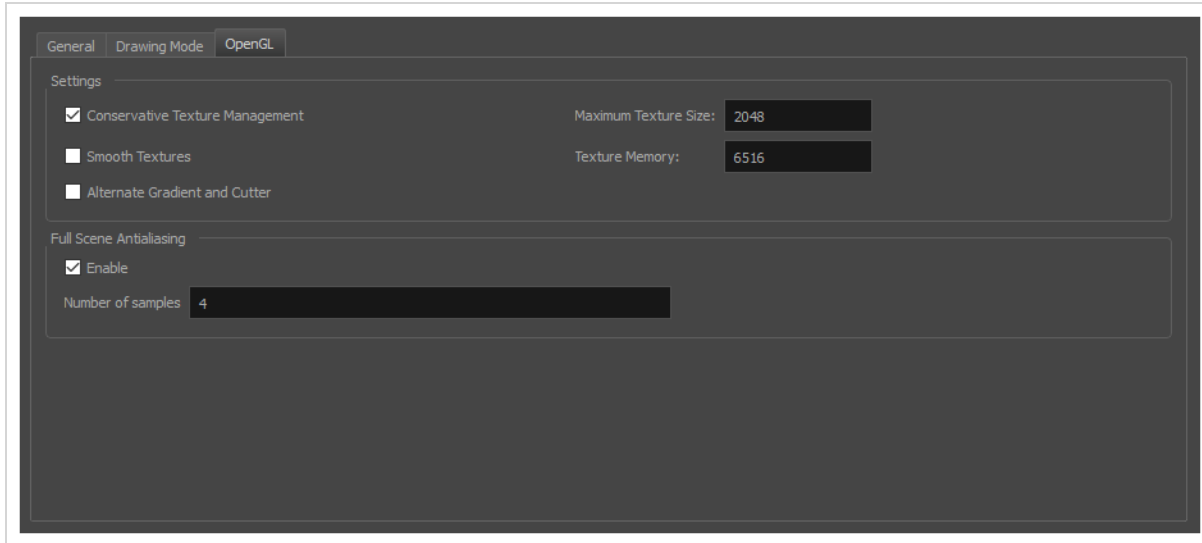 General Drawing Mode OpenGL
Settings
Conservative Texture Management Maximum Texture Size: 2048
Smooth Textures Texture Memory: 6516
Alternate Gradient and Cutter
Full Scene Antialiasing
Enable
Number of samples 4